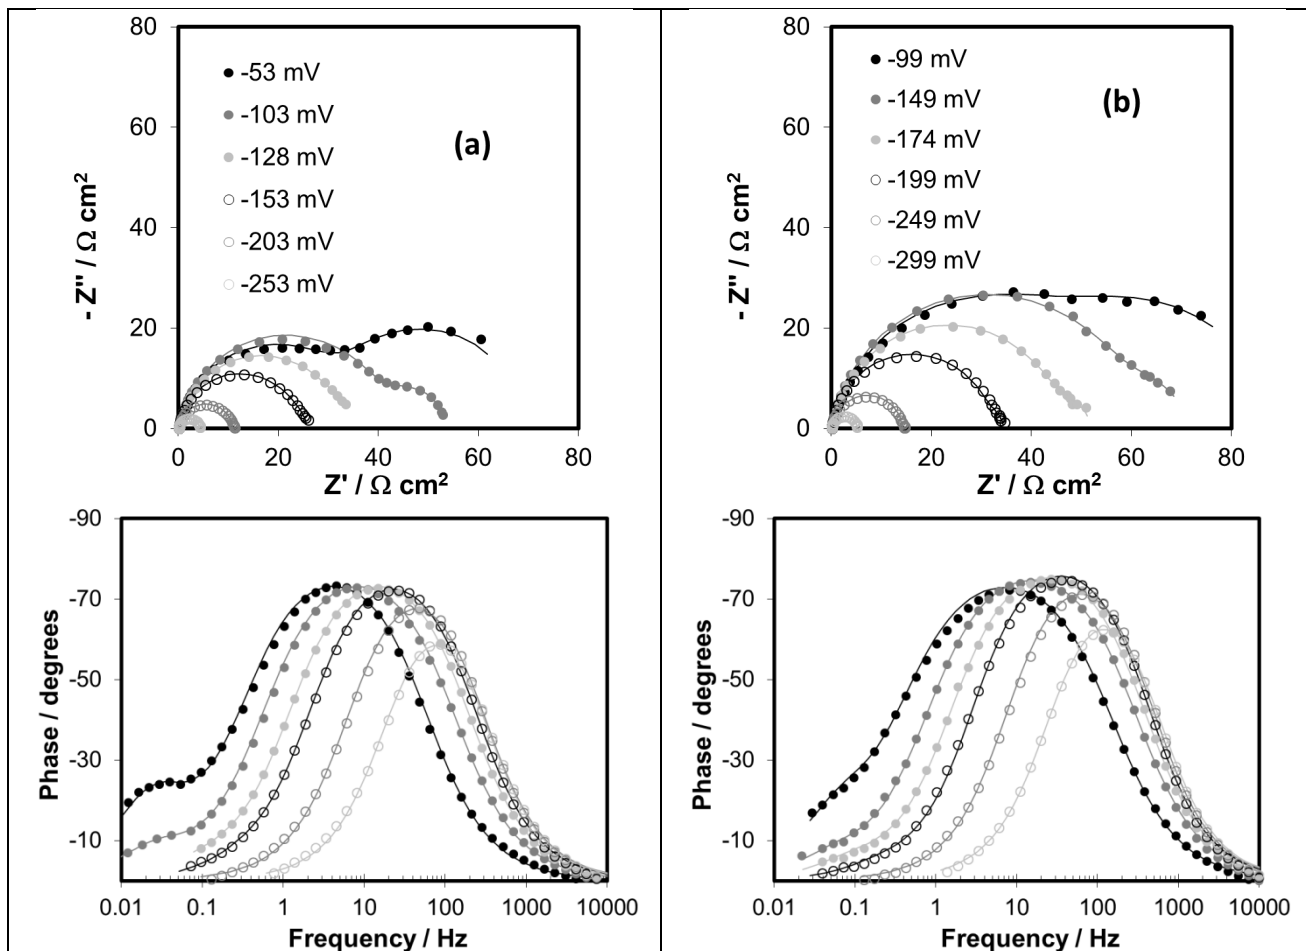 80
60
40
20
0
- Z'' / Ω cm²
-53 mV
-103 mV
-128 mV
-153 mV
-203 mV
-253 mV
(a)
0 20 40 60 80
Z' / Ω cm²
80
60
40
20
0
- Z'' / Ω cm²
-99 mV
-149 mV
-174 mV
-199 mV
-249 mV
-299 mV
(b)
0 20 40 60 80
Z' / Ω cm²
-90
-70
-50
-30
-10
Phase / degrees
0.01 0.1 1 10 100 1000 10000
Frequency / Hz
-90
-70
-50
-30
-10
Phase / degrees
0.01 0.1 1 10 100 1000 10000
Frequency / Hz